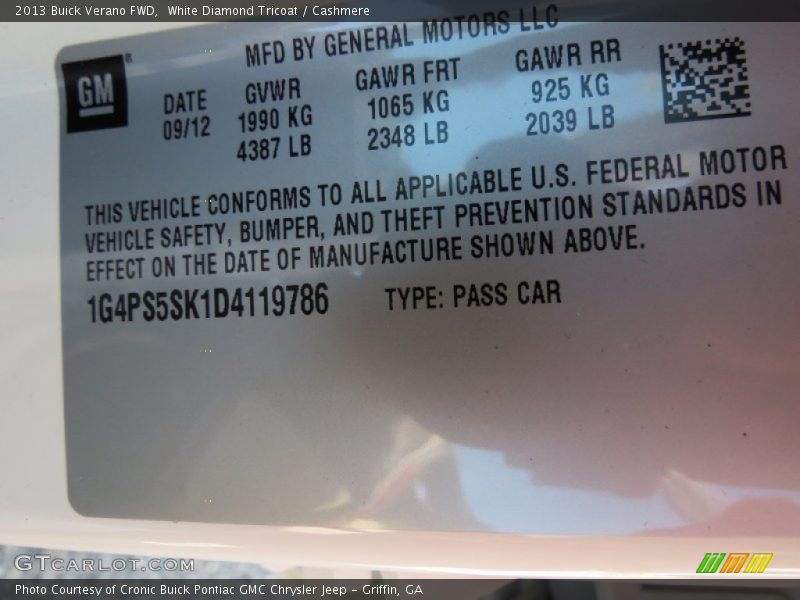 2013 Buick Verano FWD,  White Diamond Tricoat / Cashmere
MFD BY GENERAL MOTORS LLC
GM®
DATE
09/12
GVWR
1990 KG
4387 LB
GAWR FRT
1065 KG
2348 LB
GAWR RR
925 KG
2039 LB
THIS VEHICLE CONFORMS TO ALL APPLICABLE U.S. FEDERAL MOTOR
VEHICLE SAFETY, BUMPER, AND THEFT PREVENTION STANDARDS IN
EFFECT ON THE DATE OF MANUFACTURE SHOWN ABOVE.
1G4PS5SK1D4119786 TYPE: PASS CAR
GTCARLOT.COM
Photo Courtesy of Cronic Buick Pontiac GMC Chrysler Jeep – Griffin, GA